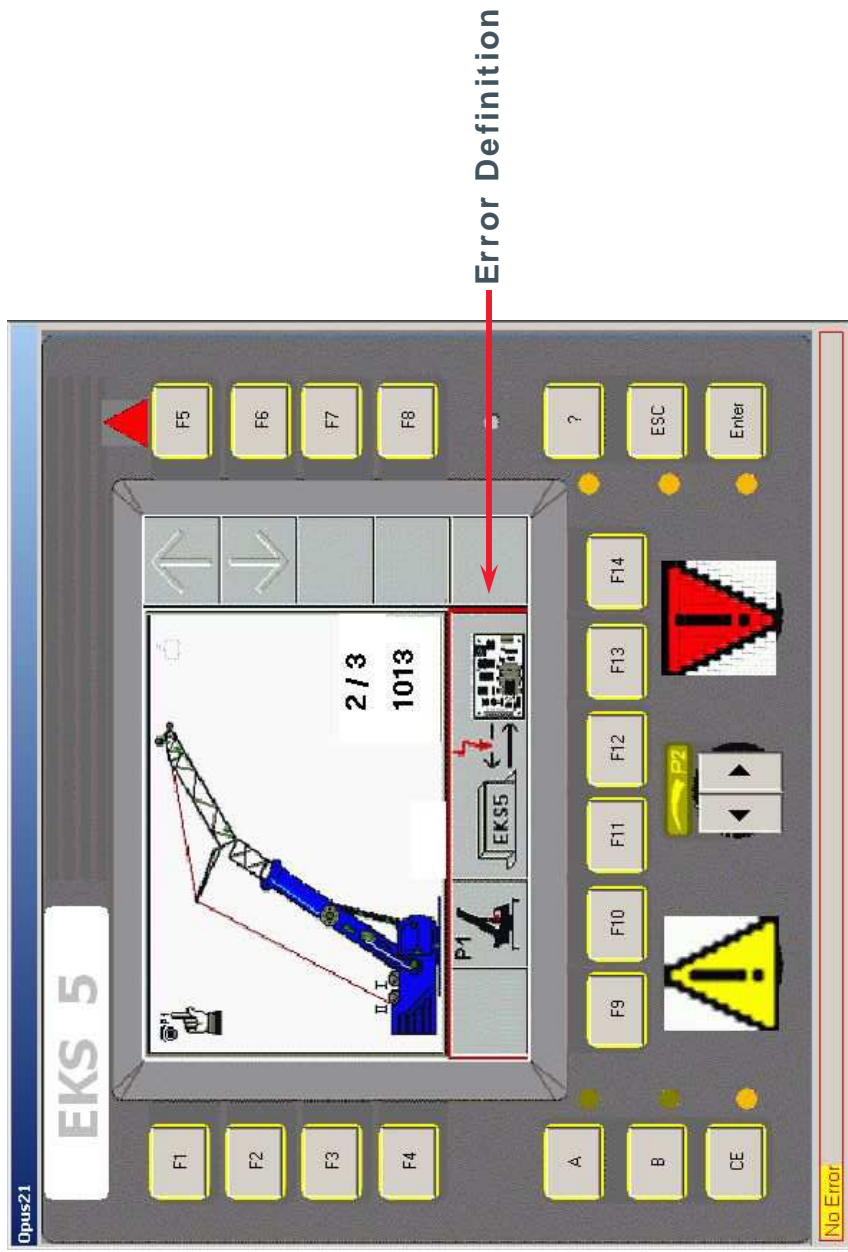 Opus21
EKS 5
F1
F2
F3
F4
F5
F6
F7
F8
P1
II I
2 / 3
1013
P1
EKS5
Error Definition
A
B
CE
F9
F10
F11
F12
F13
F14
P2
?
ESC
Enter
No Error